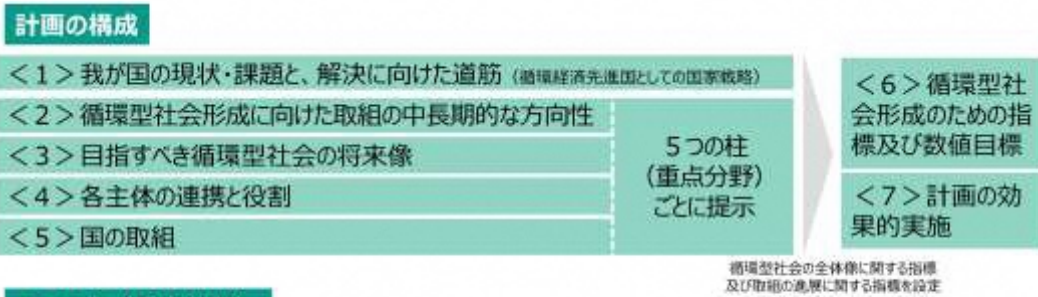 計画の構成
<1>我が国の現状・課題と、解決に向けた道筋(循環経済先進国としての国家戦略)
<2>循環型社会形成に向けた取組の中長期的な方向性
<3>目指すべき循環型社会の将来像
<4>各主体の連携と役割
<5>国の取組
5つの柱
(重点分野)
ごとに提示
<6>循環型社
会形成のための指
標及び数値目標
<7>計画の効
果的実施
循環型社会の全体像に関する指標
及び取組の進展に関する指標を設定